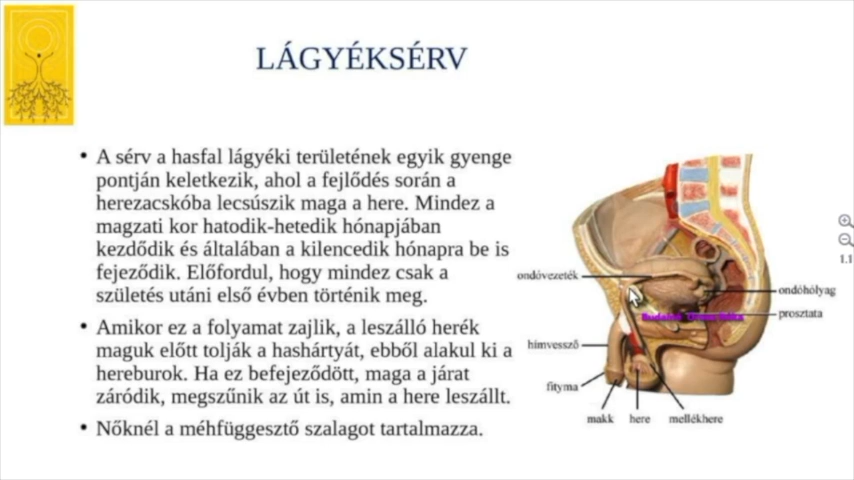 LÁGYÉKSÉRV
• A sérv a hasfal lágyéki területének egyik gyenge
pontján keletkezik, ahol a fejlődés során a
herezacskóba lecsúszik maga a here. Mindez a
magzati kor hatodik-hetedik hónapjában
kezdődik és általában a kilencedik hónapra be is
fejeződik. Előfordul, hogy mindez csak a
születés utáni első évben történik meg.
• Amikor ez a folyamat zajlik, a leszálló herék
maguk előtt tolják a hashártyát, ebből alakul ki a
hereburok. Ha ez befejeződött, maga a járat
záródik, megszűnik az út is, amin a here leszállt.
• Nőknél a méhfüggesztő szalagot tartalmazza.
ondóvezeték
ondóhólyag
prosztata
hímvessző
fityma
makk here mellékhere
1.1